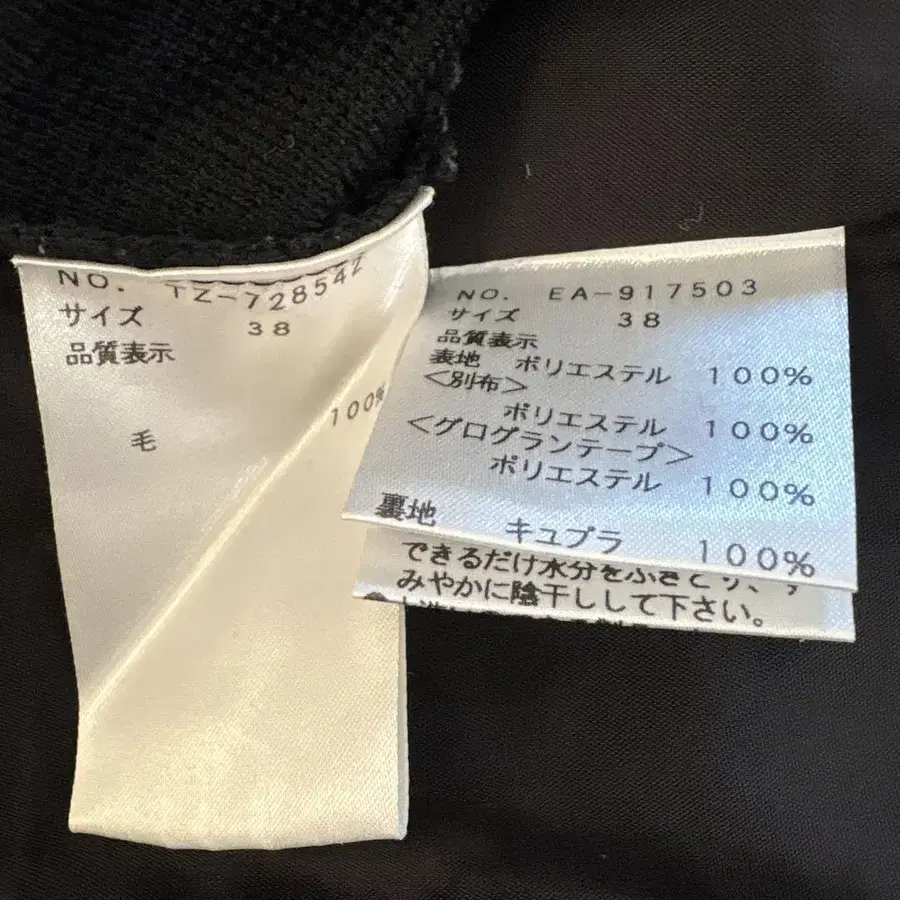 NO. TZ-728542
サイズ 38
品質表示
毛 100%
NO. EA-917503
サイズ 38
品質表示
表地 ポリエステル 100%
<別布>
ポリエステル 100%
<グログランテープ>
ポリエステル 100%
裏地 キュプラ 100%
できるだけ水分をふきとり、す
みやかに陰干しして下さい。